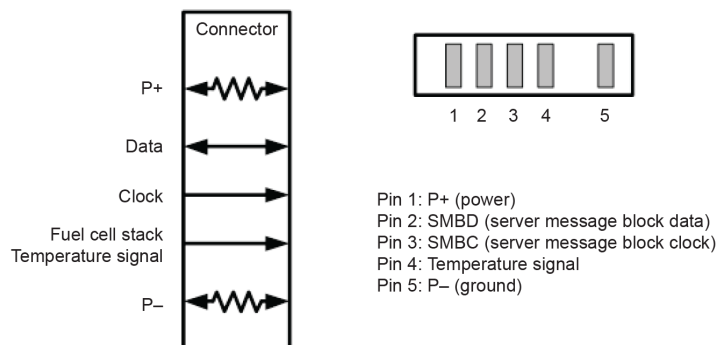 Connector
P+
Data
Clock
Fuel cell stack
Temperature signal
P–
1 2 3 4 5
Pin 1: P+ (power)
Pin 2: SMBD (server message block data)
Pin 3: SMBC (server message block clock)
Pin 4: Temperature signal
Pin 5: P– (ground)